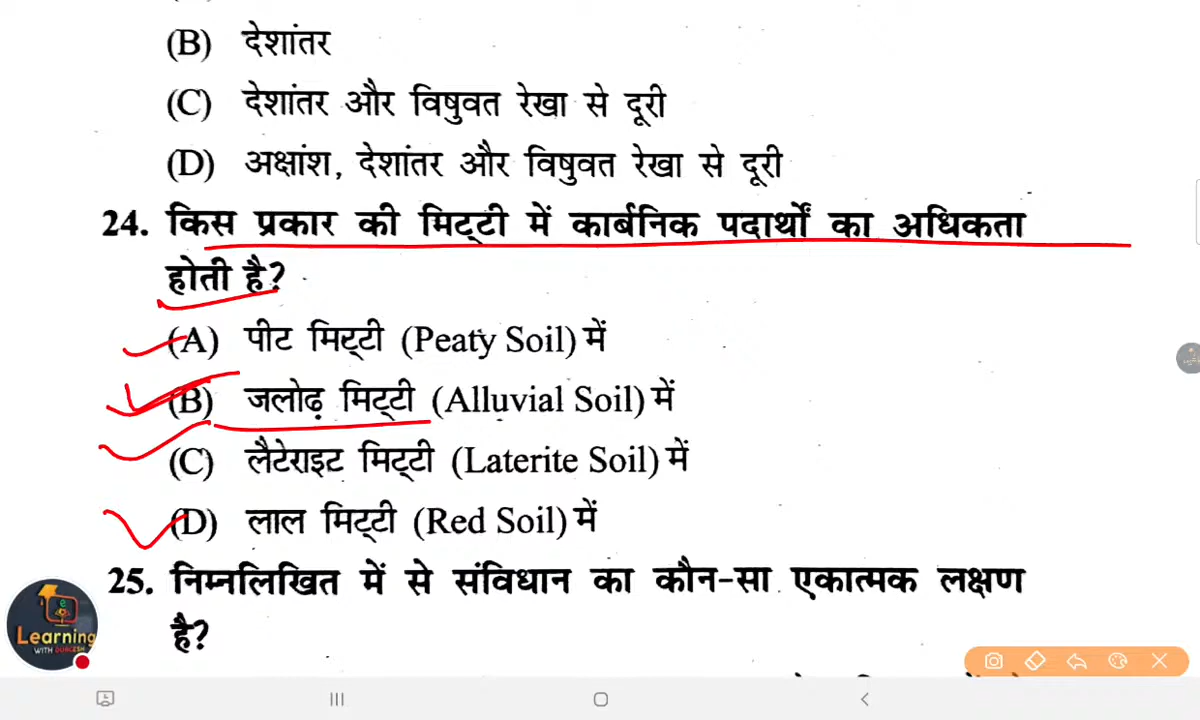 (B) देशांतर
(C) देशांतर और विषुवत रेखा से दूरी
(D) अक्षांश, देशांतर और विषुवत रेखा से दूरी
24. किस प्रकार की मिट्टी में कार्बनिक पदार्थों का अधिकता
होती है?
(A) पीट मिट्टी (Peaty Soil) में
(B) जलोढ़ मिट्टी (Alluvial Soil) में
(C) लैटेराइट मिट्टी (Laterite Soil) में
(D) लाल मिट्टी (Red Soil) में
25. निम्नलिखित में से संविधान का कौन-सा एकात्मक लक्षण
है?
e
Learning
WITH DURGESH